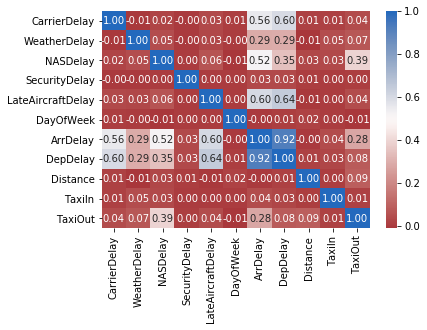 CarrierDelay 1.00 -0.01 0.02 -0.00 0.03 0.01 0.56 0.60 0.01 0.01 0.04
WeatherDelay -0.01 1.00 0.05 -0.00 0.03 -0.00 0.29 0.29 -0.01 0.05 0.07
NASDelay 0.02 0.05 1.00 0.00 0.06 -0.01 0.52 0.35 0.03 0.03 0.39
SecurityDelay -0.00 -0.00 0.00 1.00 0.00 0.00 0.03 0.03 0.01 0.00 0.00
LateAircraftDelay 0.03 0.03 0.06 0.00 1.00 0.00 0.60 0.64 -0.01 0.00 0.04
DayOfWeek 0.01 -0.00 -0.01 0.00 0.00 1.00 -0.00 0.01 0.02 0.00 -0.01
ArrDelay 0.56 0.29 0.52 0.03 0.60 -0.00 1.00 0.92 -0.01 0.04 0.28
DepDelay 0.60 0.29 0.35 0.03 0.64 0.01 0.92 1.00 0.01 0.03 0.08
Distance 0.01 -0.01 0.03 0.01 -0.01 0.02 -0.01 0.01 1.00 0.00 0.09
TaxiIn 0.01 0.05 0.03 0.00 0.00 0.00 0.04 0.03 0.00 1.00 0.01
TaxiOut 0.04 0.07 0.39 0.00 0.04 -0.01 0.28 0.08 0.09 0.01 1.00
CarrierDelay
WeatherDelay
NASDelay
SecurityDelay
LateAircraftDelay
DayOfWeek
ArrDelay
DepDelay
Distance
TaxiIn
TaxiOut
1.0
0.8
0.6
0.4
0.2
0.0